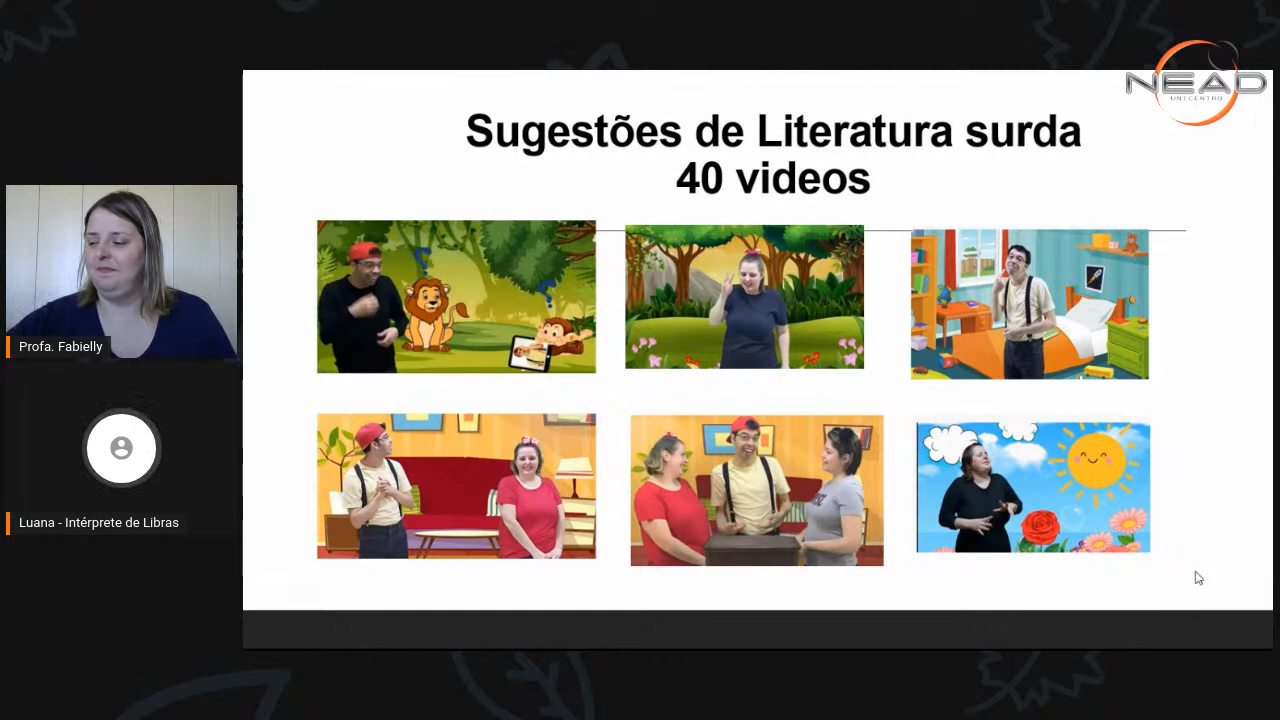 NEAD
UNICENTRO
Sugestões de Literatura surda
40 videos
Profa. Fabielly
Luana - Intérprete de Libras